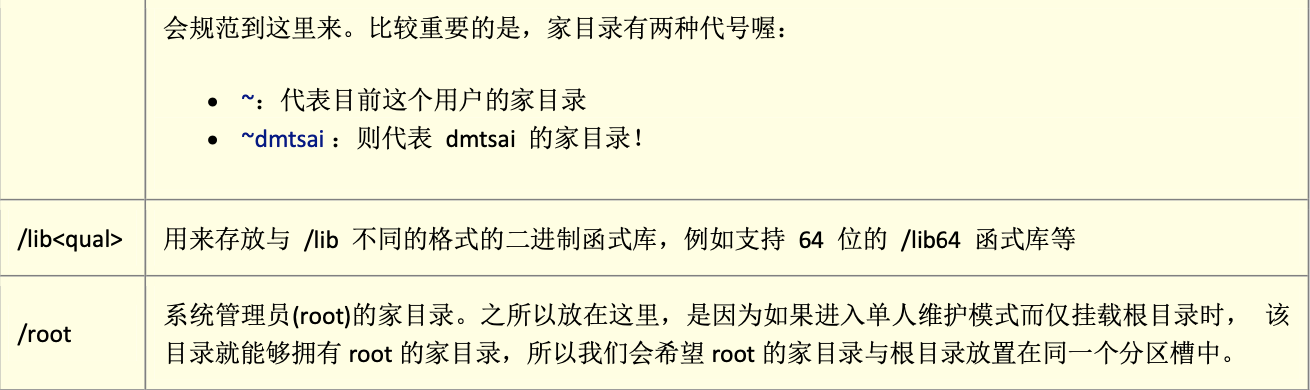 会规范到这里来。比较重要的是，家目录有两种代号喔：
• ~：代表目前这个用户的家目录
• ~dmtsai ：则代表 dmtsai 的家目录！
/lib<qual> 用来存放与 /lib 不同的格式的二进制函式库，例如支持 64 位的 /lib64 函式库等
/root 系统管理员(root)的家目录。之所以放在这里，是因为如果进入单人维护模式而仅挂载根目录时， 该
目录就能够拥有 root 的家目录，所以我们会希望 root 的家目录与根目录放置在同一个分区槽中。